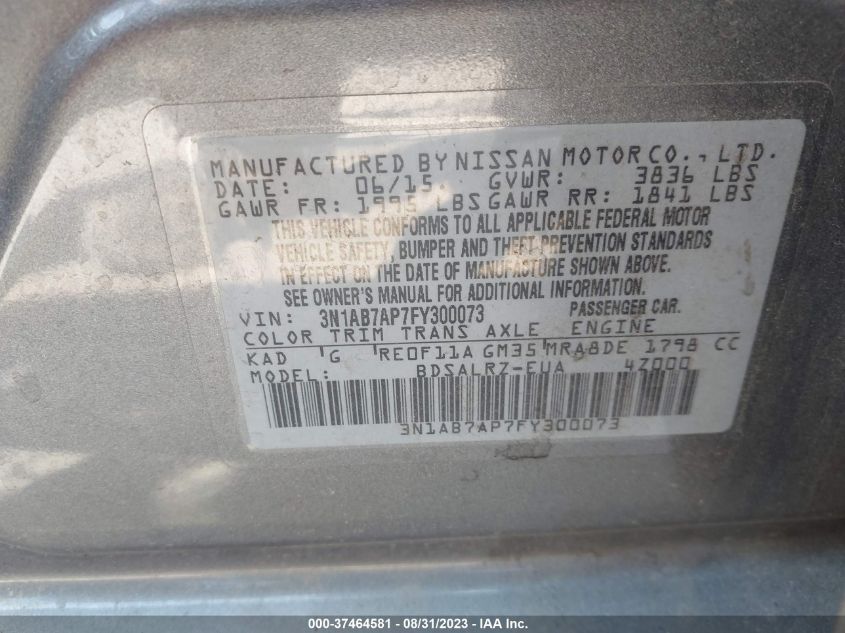 MANUFACTURED BY NISSAN MOTOR CO., LTD.
DATE: 06/15 GVWR: 3836 LBS
GAWR FR: 1995 LBS GAWR RR: 1841 LBS
THIS VEHICLE CONFORMS TO ALL APPLICABLE FEDERAL MOTOR
VEHICLE SAFETY, BUMPER AND THEFT PREVENTION STANDARDS
IN EFFECT ON THE DATE OF MANUFACTURE SHOWN ABOVE.
SEE OWNER'S MANUAL FOR ADDITIONAL INFORMATION.
VIN: 3N1AB7AP7FY300073 PASSENGER CAR.
COLOR TRIM TRANS AXLE ENGINE
KAD G RE0F11A GM35 MRA8DE 1798 CC
MODEL: BDSALRZ-EUA 4Z000
3N1AB7AP7FY300073
000-37464581 - 08/31/2023 - IAA Inc.